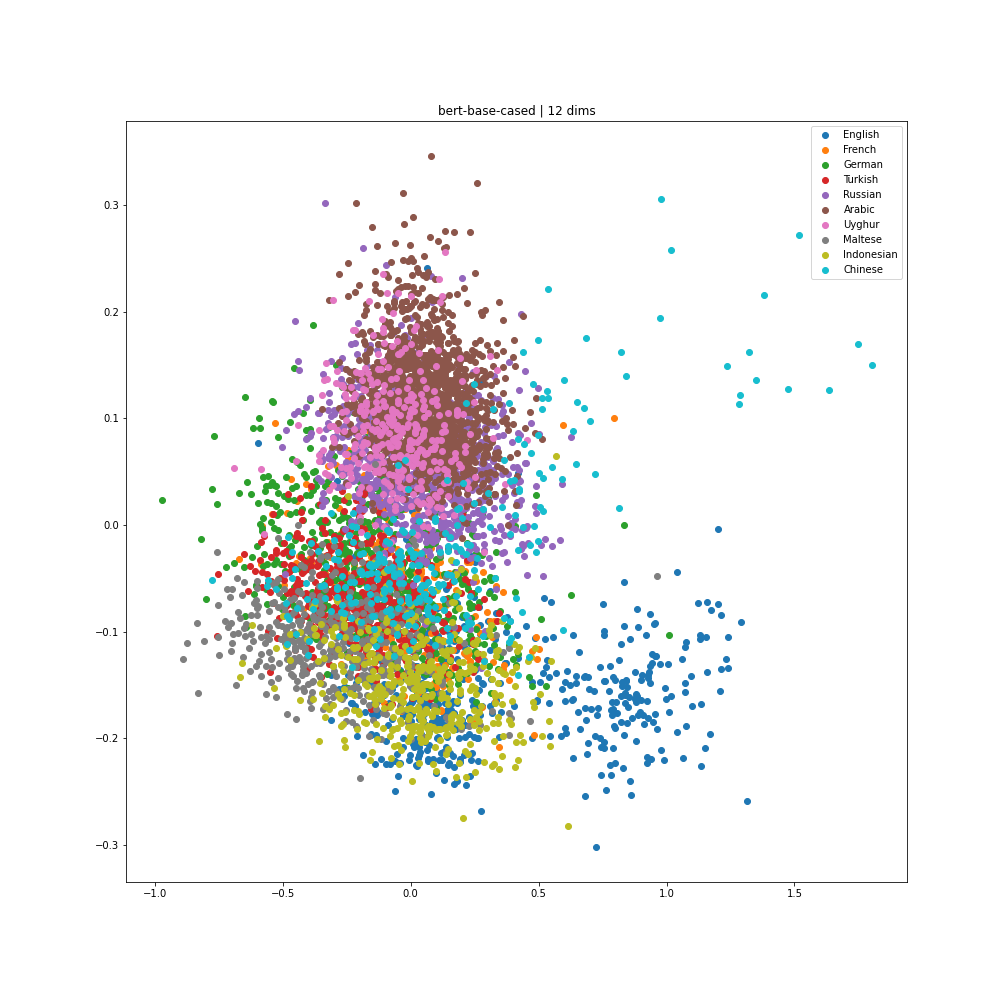 bert-base-cased | 12 dims
English
French
German
Turkish
Russian
Arabic
Uyghur
Maltese
Indonesian
Chinese
0.3
0.2
0.1
0.0
−0.1
−0.2
−0.3
−1.0 −0.5 0.0 0.5 1.0 1.5